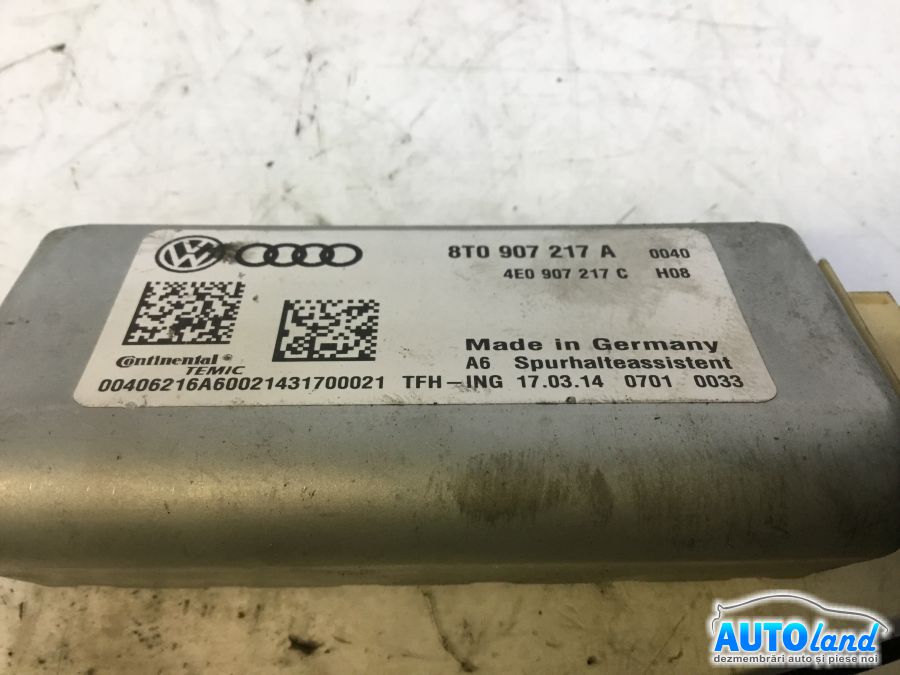 8T0 907 217 A 0040
4E0 907 217 C H08
Made in Germany
A6 Spurhalteassistent
Continental
TEMIC
00406216A60021431700021 TFH-ING 17.03.14 0701 0033
AUTOland
dezmembrări auto și piese noi